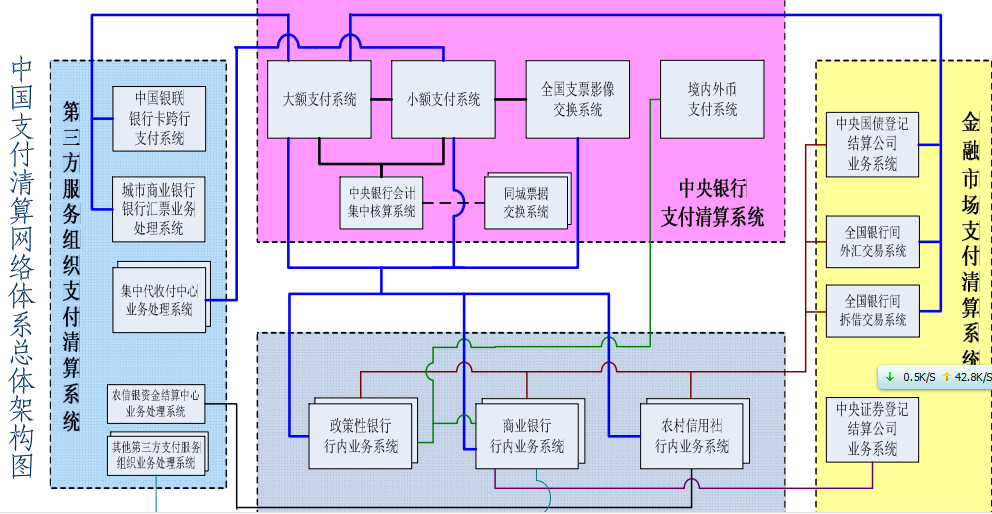 中国支付清算网络体系总体架构图
第三方服务组织支付清算系统
中国银联
银行卡跨行
支付系统
城市商业银行
银行汇票业务
处理系统
集中代收付中心
业务处理系统
农信银资金结算中心
业务处理系统
其他第三方支付服务
组织业务处理系统
大额支付系统
小额支付系统
全国支票影像
交换系统
境内外币
支付系统
中央银行会计
集中核算系统
同城票据
交换系统
中央银行
支付清算系统
政策性银行
行内业务系统
商业银行
行内业务系统
农村信用社
行内业务系统
中央国债登记
结算公司
业务系统
全国银行间
外汇交易系统
全国银行间
拆借交易系统
中央证券登记
结算公司
业务系统
金融市场支付清算系统
0.5K/S
42.8K/S